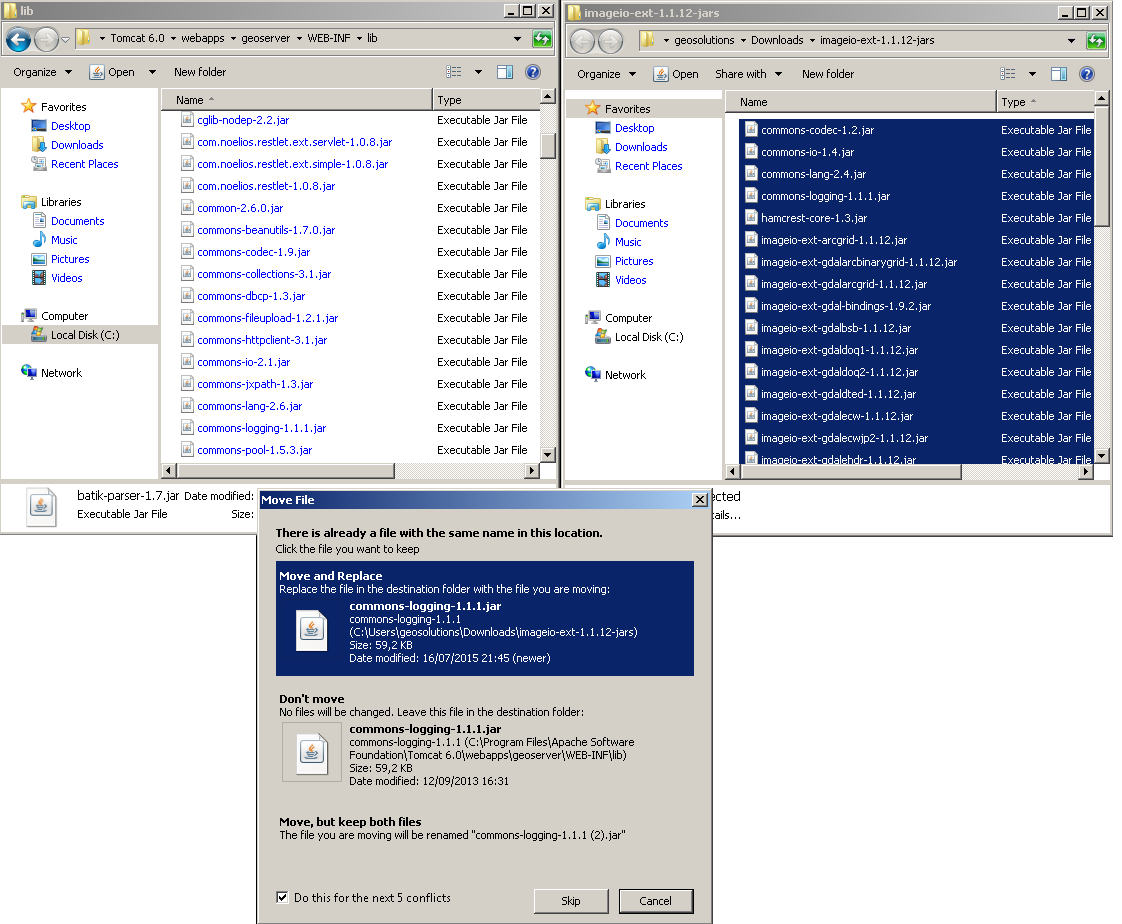 lib
Tomcat 6.0 webapps geoserver WEB-INF lib
Organize Open New folder
Name Type
Favorites
Desktop
Downloads
Recent Places
Libraries
Documents
Music
Pictures
Videos
Computer
Local Disk (C:)
Network
cglib-nodep-2.2.jar Executable Jar File
com.noelios.restlet.ext.servlet-1.0.8.jar Executable Jar File
com.noelios.restlet.ext.simple-1.0.8.jar Executable Jar File
com.noelios.restlet-1.0.8.jar Executable Jar File
common-2.6.0.jar Executable Jar File
commons-beanutils-1.7.0.jar Executable Jar File
commons-codec-1.9.jar Executable Jar File
commons-collections-3.1.jar Executable Jar File
commons-dbcp-1.3.jar Executable Jar File
commons-fileupload-1.2.1.jar Executable Jar File
commons-httpclient-3.1.jar Executable Jar File
commons-io-2.1.jar Executable Jar File
commons-jxpath-1.3.jar Executable Jar File
commons-lang-2.6.jar Executable Jar File
commons-logging-1.1.1.jar Executable Jar File
commons-pool-1.5.3.jar Executable Jar File
batik-parser-1.7.jar Date modified:
Executable Jar File Size:
imageio-ext-1.1.12-jars
geosolutions Downloads imageio-ext-1.1.12-jars
Organize Open Share with New folder
Name Type
Favorites
Desktop
Downloads
Recent Places
Libraries
Documents
Music
Pictures
Videos
Computer
Local Disk (C:)
Network
commons-codec-1.2.jar Executable Jar File
commons-io-1.4.jar Executable Jar File
commons-lang-2.4.jar Executable Jar File
commons-logging-1.1.1.jar Executable Jar File
hamcrest-core-1.3.jar Executable Jar File
imageio-ext-arcgrid-1.1.12.jar Executable Jar File
imageio-ext-gdalarcbinarygrid-1.1.12.jar Executable Jar File
imageio-ext-gdalarcgrid-1.1.12.jar Executable Jar File
imageio-ext-gdal-bindings-1.9.2.jar Executable Jar File
imageio-ext-gdalbsb-1.1.12.jar Executable Jar File
imageio-ext-gdaldoq1-1.1.12.jar Executable Jar File
imageio-ext-gdaldoq2-1.1.12.jar Executable Jar File
imageio-ext-gdaldted-1.1.12.jar Executable Jar File
imageio-ext-gdalecw-1.1.12.jar Executable Jar File
imageio-ext-gdalecwjp2-1.1.12.jar Executable Jar File
imageio-ext-gdalehdr-1.1.12.jar Executable Jar File
ected
ails...
Move File
There is already a file with the same name in this location.
Click the file you want to keep
Move and Replace
Replace the file in the destination folder with the file you are moving:
commons-logging-1.1.1.jar
commons-logging-1.1.1
(C:\Users\geosolutions\Downloads\imageio-ext-1.1.12-jars)
Size: 59,2 KB
Date modified: 16/07/2015 21:45 (newer)
Don't move
No files will be changed. Leave this file in the destination folder:
commons-logging-1.1.1.jar
commons-logging-1.1.1 (C:\Program Files\Apache Software
Foundation\Tomcat 6.0\webapps\geoserver\WEB-INF\lib)
Size: 59,2 KB
Date modified: 12/09/2013 16:31
Move, but keep both files
The file you are moving will be renamed "commons-logging-1.1.1 (2).jar"
Do this for the next 5 conflicts
Skip
Cancel